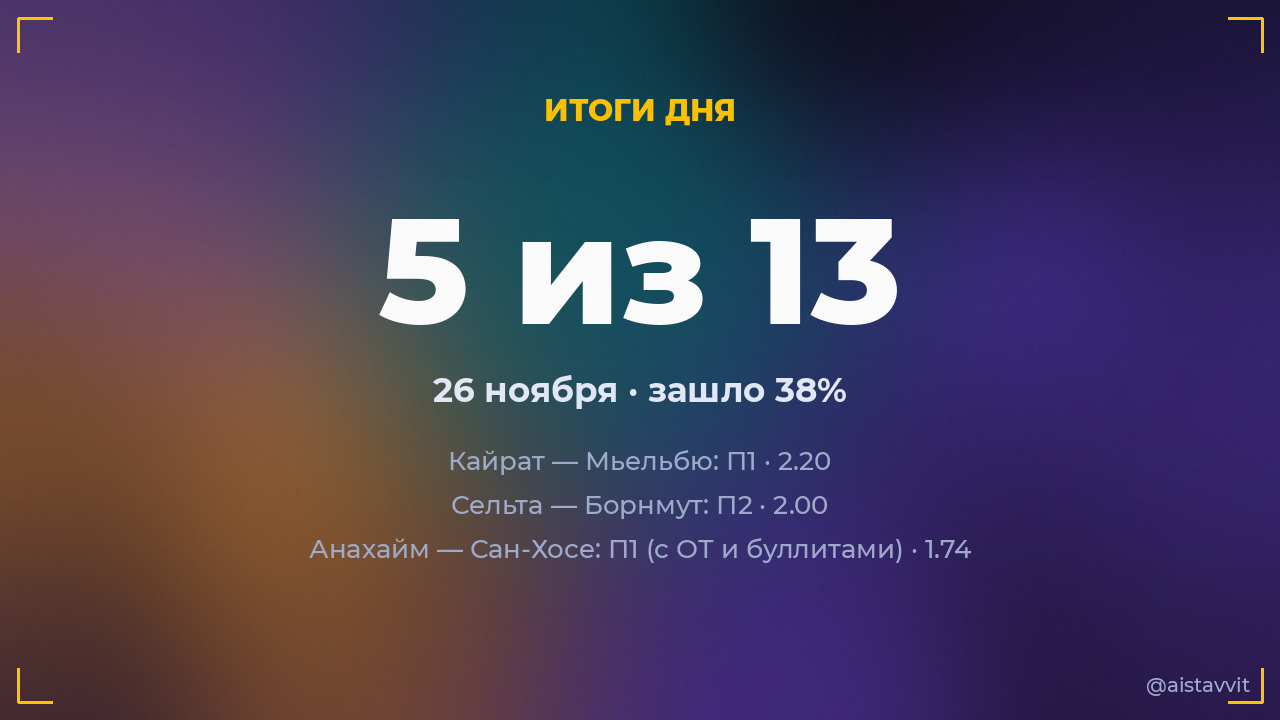 ИТОГИ ДНЯ
5 из 13
26 ноября · зашло 38%
Кайрат — Мьельбю: П1 · 2.20
Сельта — Борнмут: П2 · 2.00
Анахайм — Сан-Хосе: П1 (с ОТ и буллитами) · 1.74
@aistavvit